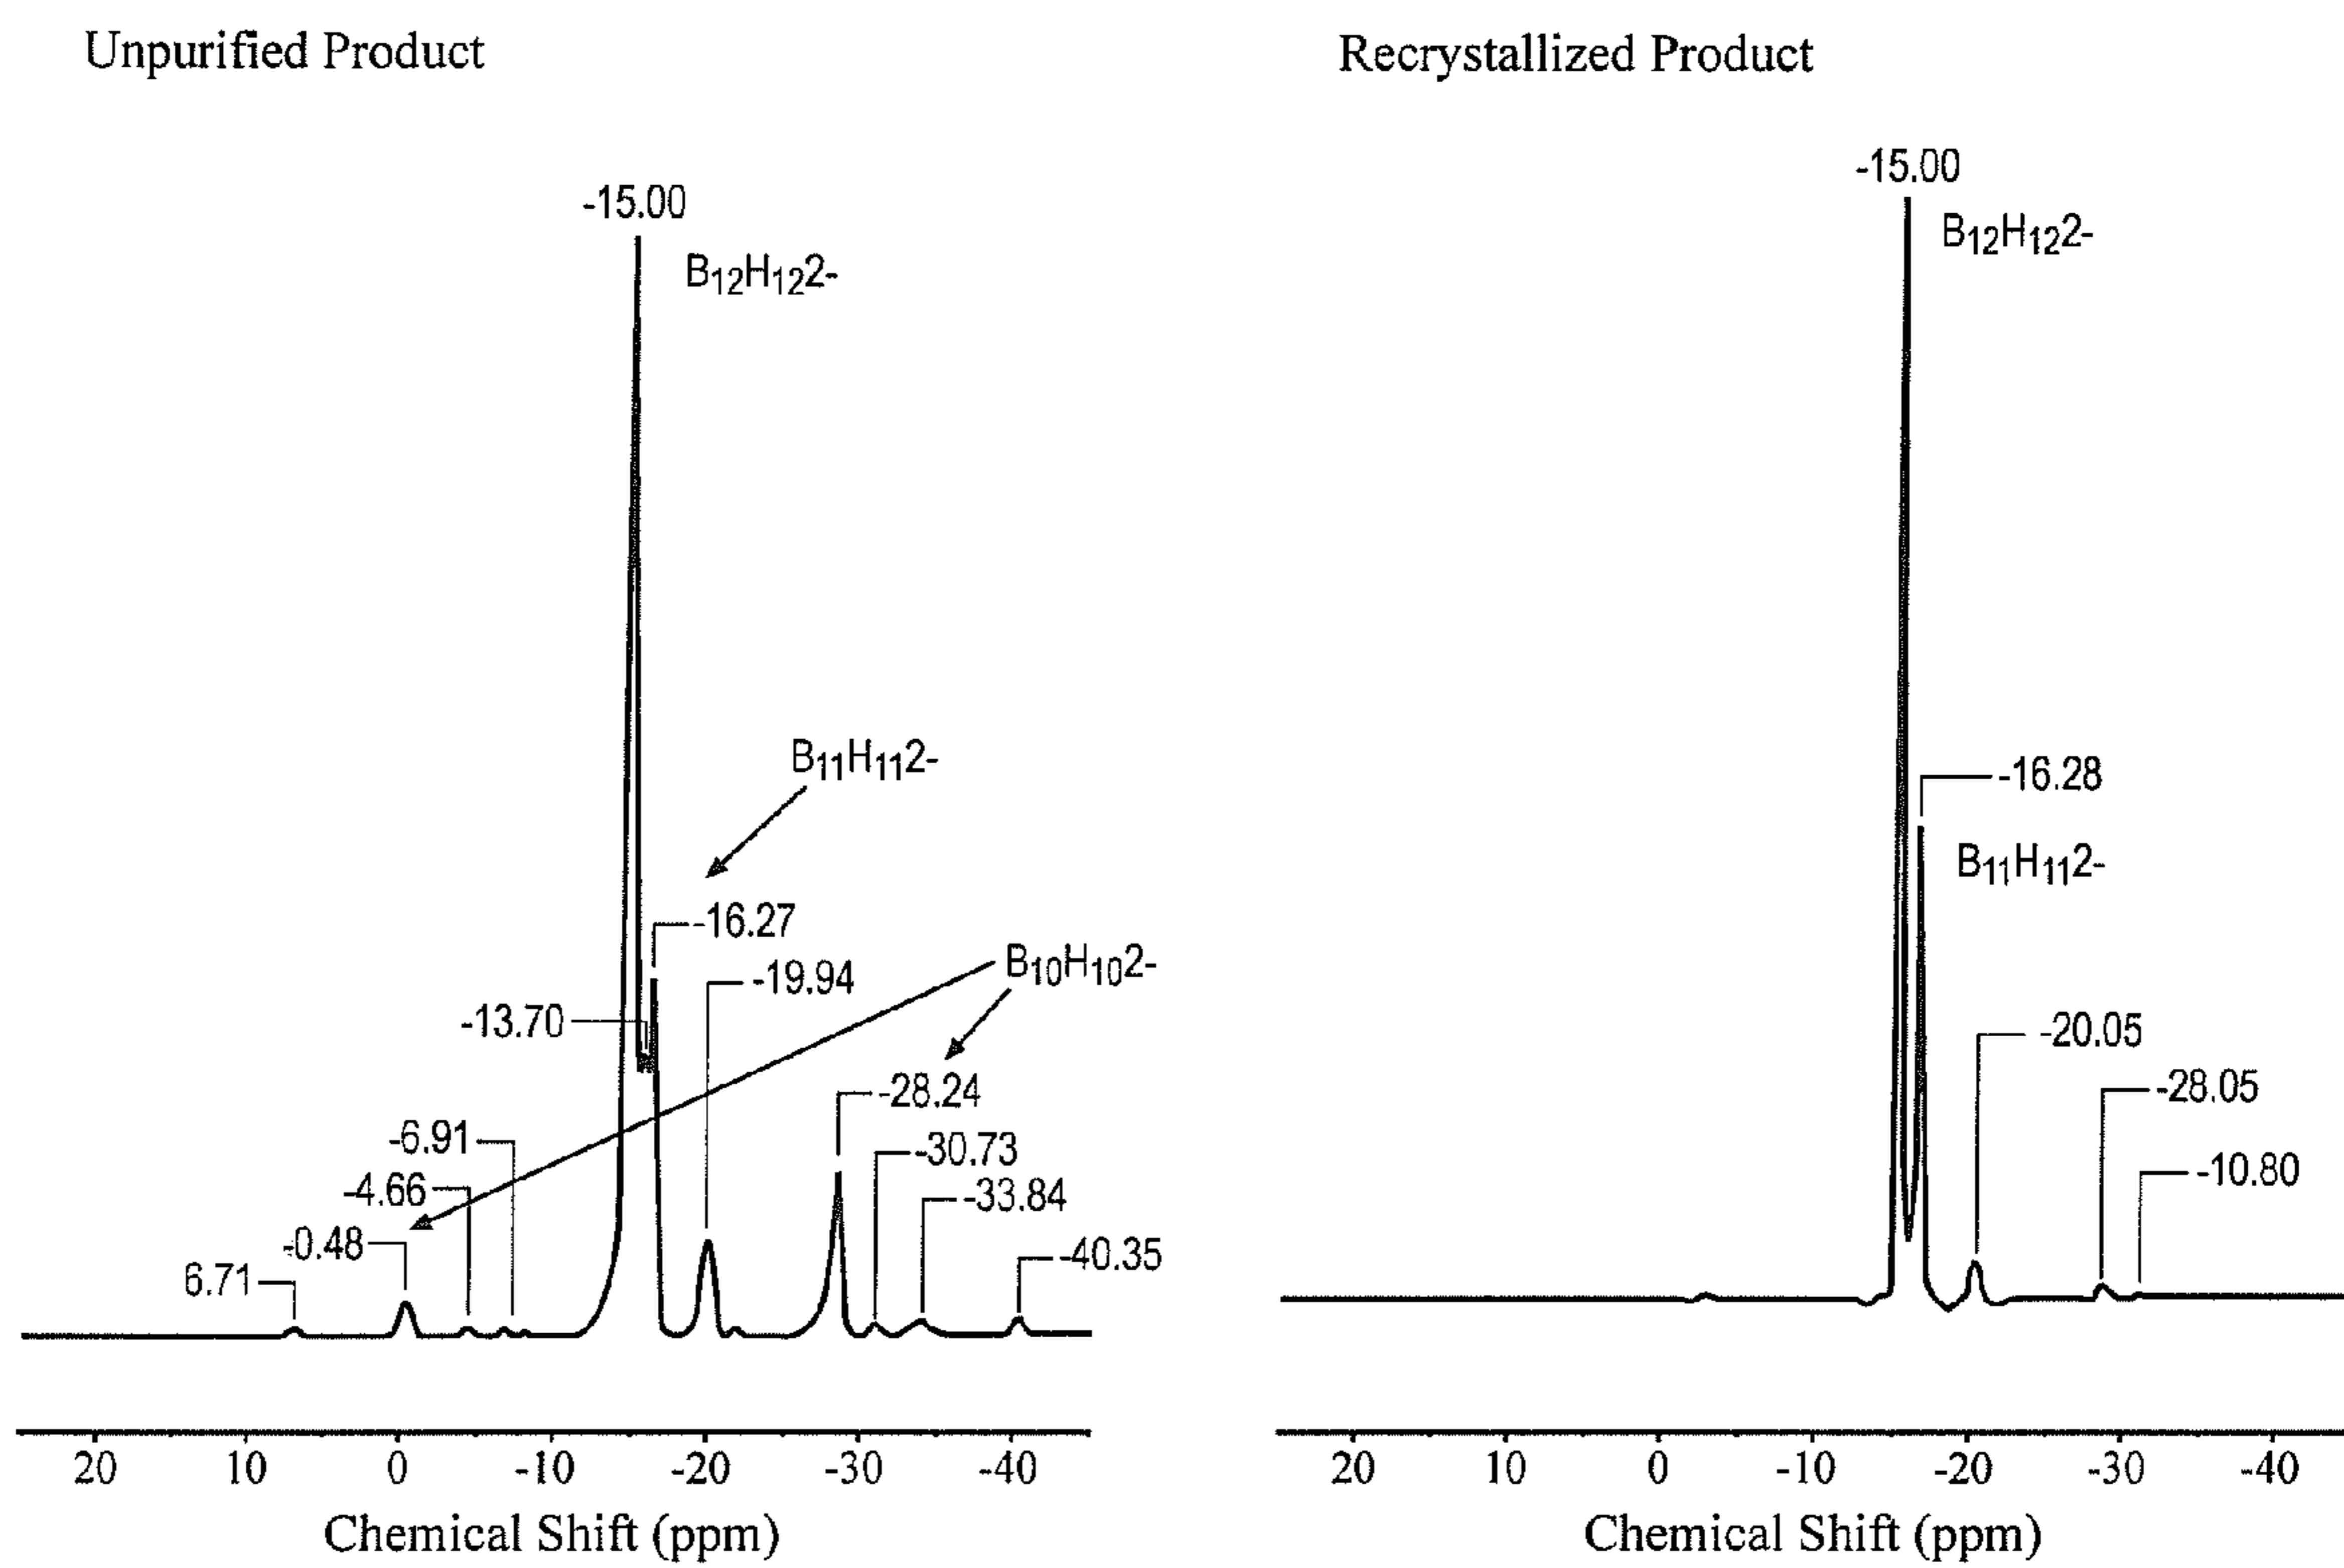 Unpurified Product
-15.00
B₁₂H₁₂2-
B₁₁H₁₁2-
-16.27
-19.94
B₁₀H₁₀2-
-13.70
-28.24
-6.91
-30.73
-4.66
-33.84
-0.48
-40.35
6.71
20 10 0 -10 -20 -30 -40
Chemical Shift (ppm)
Recrystallized Product
-15.00
B₁₂H₁₂2-
-16.28
B₁₁H₁₁2-
-20.05
-28.05
-10.80
20 10 0 -10 -20 -30 -40
Chemical Shift (ppm)